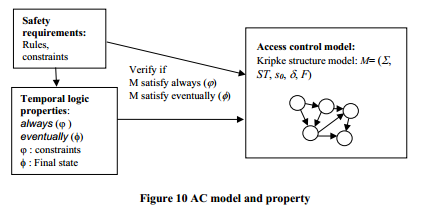 Safety
requirements:
Rules,
constraints
Temporal logic
properties:
always (φ )
eventually (ϕ)
φ : constraints
ϕ : Final state
Verify if
M satisfy always (φ)
M satisfy eventually (ϕ)
Access control model:
Kripke structure model: M= (Σ,
ST, s₀, δ, F)
Figure 10 AC model and property